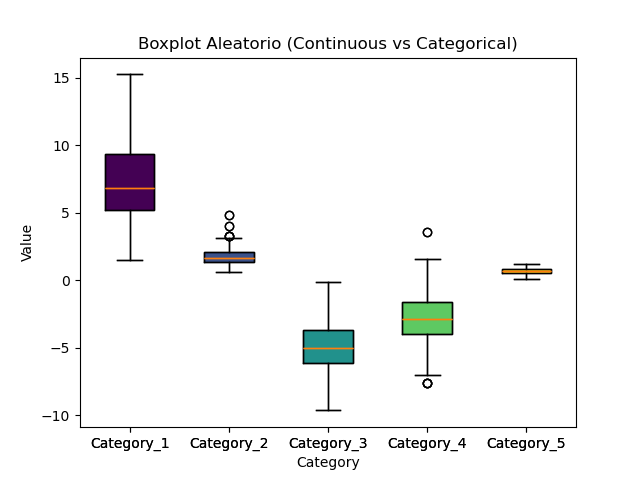 Boxplot Aleatorio (Continuous vs Categorical)
Value
15
10
5
0
−5
−10
Category_1 Category_2 Category_3 Category_4 Category_5
Category